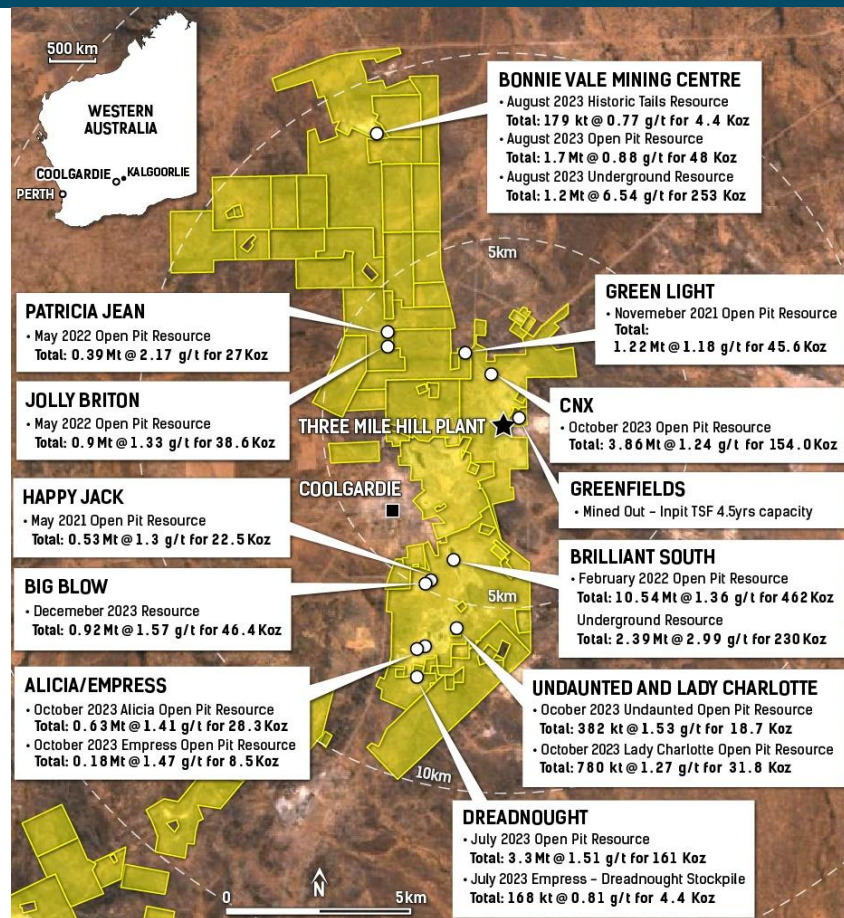 500 km
WESTERN
AUSTRALIA
COOLGARDIE
KALGOORLIE
PERTH
BONNIE VALE MINING CENTRE
• August 2023 Historic Tails Resource
Total: 179 kt @ 0.77 g/t for 4.4 Koz
• August 2023 Open Pit Resource
Total: 1.7 Mt @ 0.88 g/t for 48 Koz
• August 2023 Underground Resource
Total: 1.2 Mt @ 6.54 g/t for 253 Koz
5km
PATRICIA JEAN
• May 2022 Open Pit Resource
Total: 0.39 Mt @ 2.17 g/t for 27 Koz
GREEN LIGHT
• Novemeber 2021 Open Pit Resource
Total:
1.22 Mt @ 1.18 g/t for 45.6 Koz
JOLLY BRITON
• May 2022 Open Pit Resource
Total: 0.9 Mt @ 1.33 g/t for 38.6 Koz
CNX
• October 2023 Open Pit Resource
Total: 3.86 Mt @ 1.24 g/t for 154.0 Koz
THREE MILE HILL PLANT
GREENFIELDS
• Mined Out – Inpit TSF 4.5yrs capacity
COOLGARDIE
HAPPY JACK
• May 2021 Open Pit Resource
Total: 0.53 Mt @ 1.3 g/t for 22.5 Koz
BRILLIANT SOUTH
• February 2022 Open Pit Resource
Total: 10.54 Mt @ 1.36 g/t for 462 Koz
Underground Resource
Total: 2.39 Mt @ 2.99 g/t for 230 Koz
BIG BLOW
• Decemeber 2023 Resource
Total: 0.92 Mt @ 1.57 g/t for 46.4 Koz
5km
ALICIA/EMPRESS
• October 2023 Alicia Open Pit Resource
Total: 0.63 Mt @ 1.41 g/t for 28.3 Koz
• October 2023 Empress Open Pit Resource
Total: 0.18 Mt @ 1.47 g/t for 8.5 Koz
UNDAUNTED AND LADY CHARLOTTE
• Ocober 2023 Undaunted Open Pit Resource
Total: 382 kt @ 1.53 g/t for 18.7 Koz
• October 2023 Lady Charlotte Open Pit Resource
Total: 780 kt @ 1.27 g/t for 31.8 Koz
10km
DREADNOUGHT
• July 2023 Open Pit Resource
Total: 3.3 Mt @ 1.51 g/t for 161 Koz
• July 2023 Empress – Dreadnought Stockpile
Total: 168 kt @ 0.81 g/t for 4.4 Koz
N
0
5km